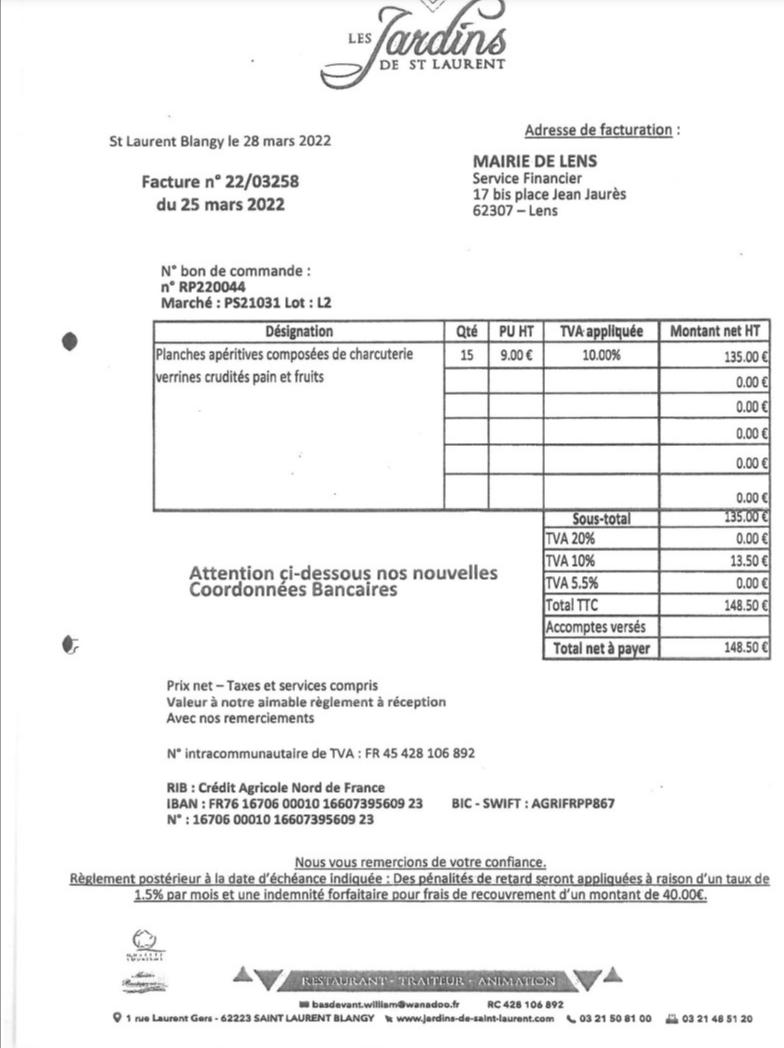 LES Jardins
DE ST LAURENT
St Laurent Blangy le 28 mars 2022
Adresse de facturation :
Facture n° 22/03258
du 25 mars 2022
MAIRIE DE LENS
Service Financier
17 bis place Jean Jaurès
62307 – Lens
N° bon de commande :
n° RP220044
Marché : PS21031 Lot : L2
Désignation Qté PU HT TVA appliquée Montant net HT
Planches apéritives composées de charcuterie 15 9.00 € 10.00% 135.00 €
verrines crudités pain et fruits 0.00 €
0.00 €
0.00 €
0.00 €
0.00 €
Sous-total 135.00 €
TVA 20% 0.00 €
TVA 10% 13.50 €
TVA 5.5% 0.00 €
Total TTC 148.50 €
Accomptes versés
Total net à payer 148.50 €
Attention ci-dessous nos nouvelles
Coordonnées Bancaires
Prix net – Taxes et services compris
Valeur à notre aimable règlement à réception
Avec nos remerciements
N° intracommunautaire de TVA : FR 45 428 106 892
RIB : Crédit Agricole Nord de France
IBAN : FR76 16706 00010 16607395609 23 BIC - SWIFT : AGRIFRPP867
N° : 16706 00010 16607395609 23
Nous vous remercions de votre confiance.
Règlement postérieur à la date d'échéance indiquée : Des pénalités de retard seront appliquées à raison d'un taux de
1.5% par mois et une indemnité forfaitaire pour frais de recouvrement d'un montant de 40.00€.
RESTAURANT - TRAITEUR - ANIMATION
basdevant.william@wanadoo.fr RC 428 106 892
1 rue Laurent Gers - 62223 SAINT LAURENT BLANGY www.jardins-de-saint-laurent.com 03 21 50 81 00 03 21 48 51 20